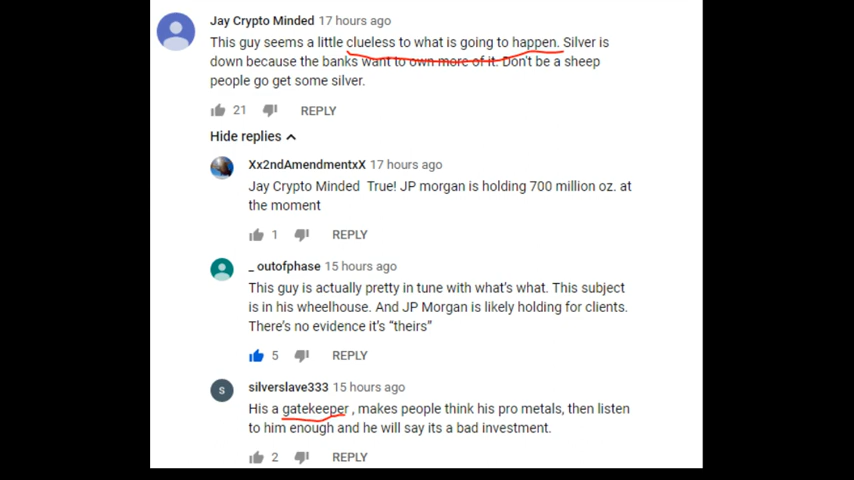 Jay Crypto Minded 17 hours ago
This guy seems a little clueless to what is going to happen. Silver is
down because the banks want to own more of it. Don't be a sheep
people go get some silver.
21 REPLY
Hide replies
Xx2ndAmendmentxX 17 hours ago
Jay Crypto Minded True! JP morgan is holding 700 million oz. at
the moment
1 REPLY
_ outofphase 15 hours ago
This guy is actually pretty in tune with what's what. This subject
is in his wheelhouse. And JP Morgan is likely holding for clients.
There's no evidence it's “theirs”
5 REPLY
S
silverslave333 15 hours ago
His a gatekeeper , makes people think his pro metals, then listen
to him enough and he will say its a bad investment.
2 REPLY